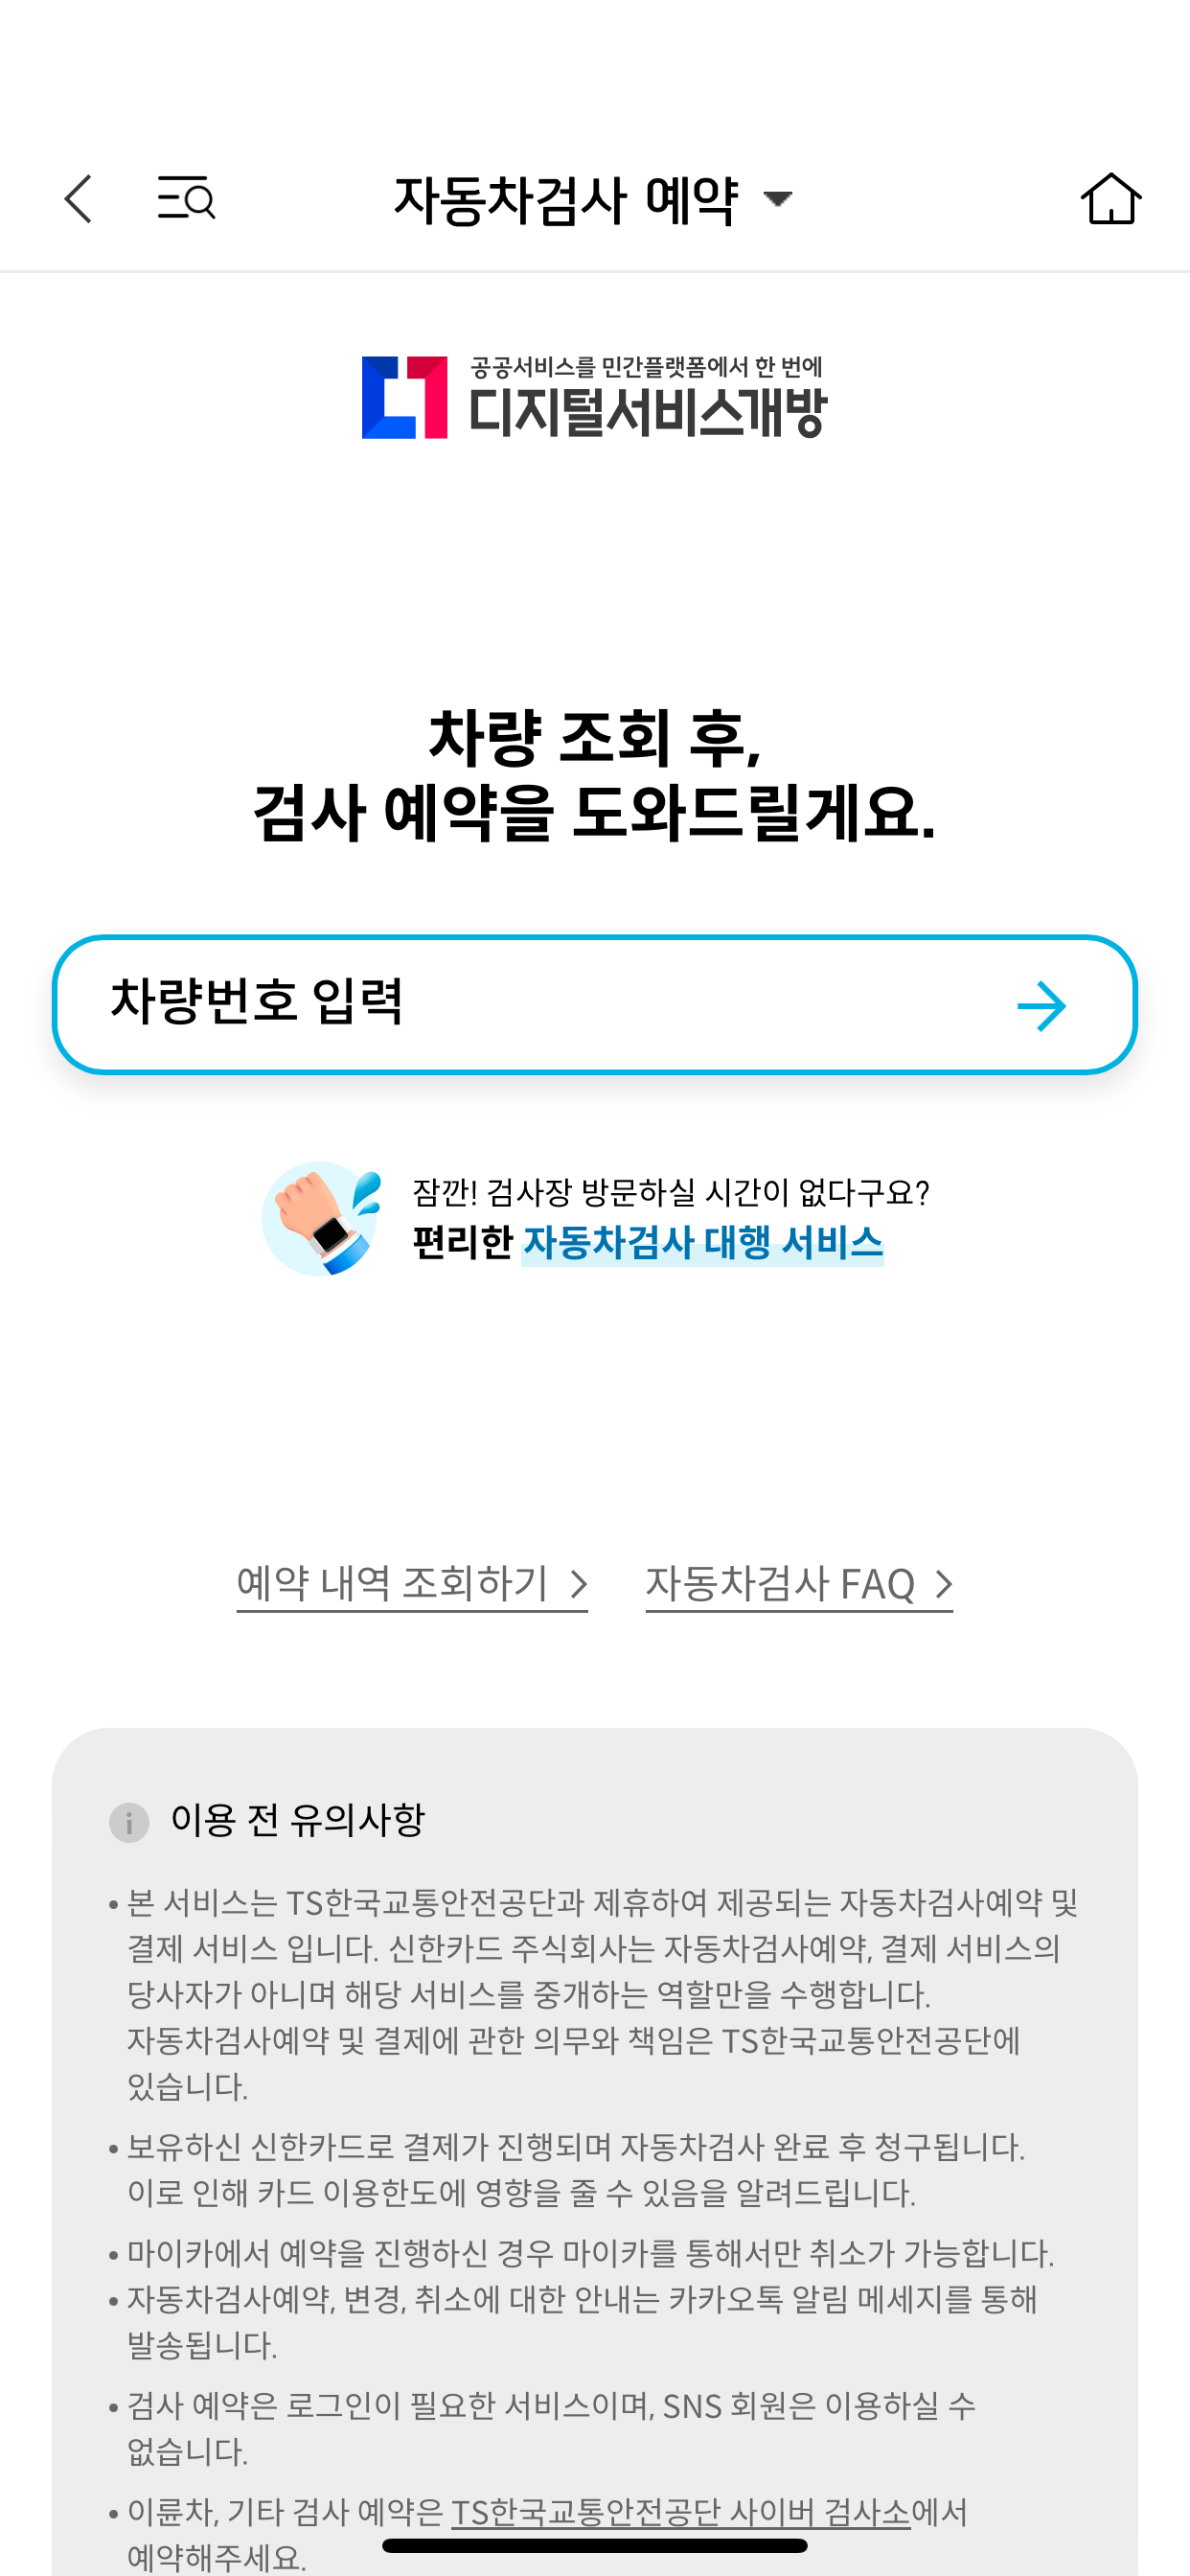 자동차검사 예약
공공서비스를 민간플랫폼에서 한 번에
디지털서비스개방
차량 조회 후,
검사 예약을 도와드릴게요.
차량번호 입력
잠깐! 검사장 방문하실 시간이 없다구요?
편리한 자동차검사 대행 서비스
예약 내역 조회하기
자동차검사 FAQ
이용 전 유의사항
• 본 서비스는 TS한국교통안전공단과 제휴하여 제공되는 자동차검사예약 및
결제 서비스 입니다. 신한카드 주식회사는 자동차검사예약, 결제 서비스의
당사자가 아니며 해당 서비스를 중개하는 역할만을 수행합니다.
자동차검사예약 및 결제에 관한 의무와 책임은 TS한국교통안전공단에
있습니다.
• 보유하신 신한카드로 결제가 진행되며 자동차검사 완료 후 청구됩니다.
이로 인해 카드 이용한도에 영향을 줄 수 있음을 알려드립니다.
• 마이카에서 예약을 진행하신 경우 마이카를 통해서만 취소가 가능합니다.
• 자동차검사예약, 변경, 취소에 대한 안내는 카카오톡 알림 메세지를 통해
발송됩니다.
• 검사 예약은 로그인이 필요한 서비스이며, SNS 회원은 이용하실 수
없습니다.
• 이륜차, 기타 검사 예약은 TS한국교통안전공단 사이버 검사소에서
예약해주세요.